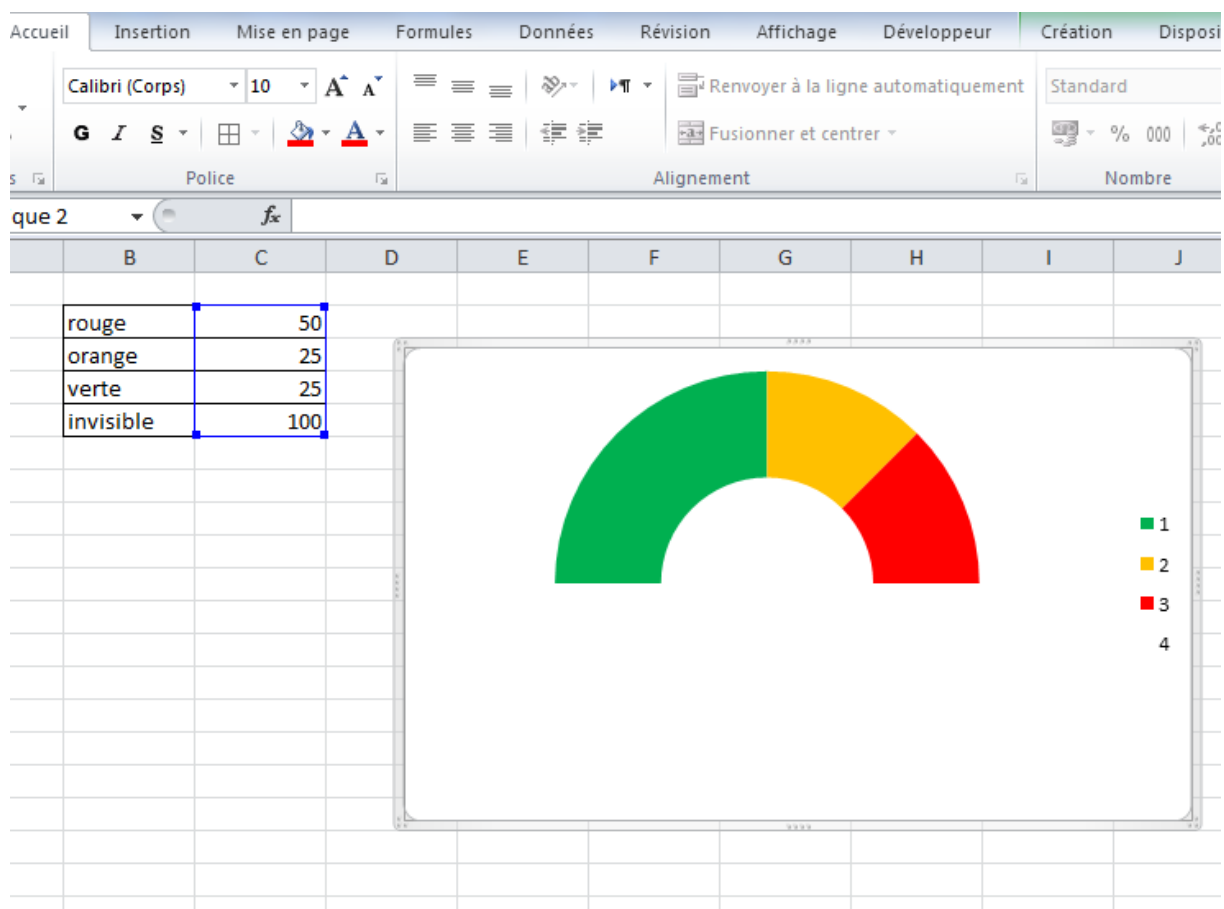 Accueil Insertion Mise en page Formules Données Révision Affichage Développeur Création Disposi
Calibri (Corps) 10 A A Renvoyer à la ligne automatiquement Standard
G I S A Fusionner et centrer % 000
s Police Alignement Nombre
que 2 fx
B C D E F G H I J
rouge 50
orange 25
verte 25
invisible 100
1
2
3
4